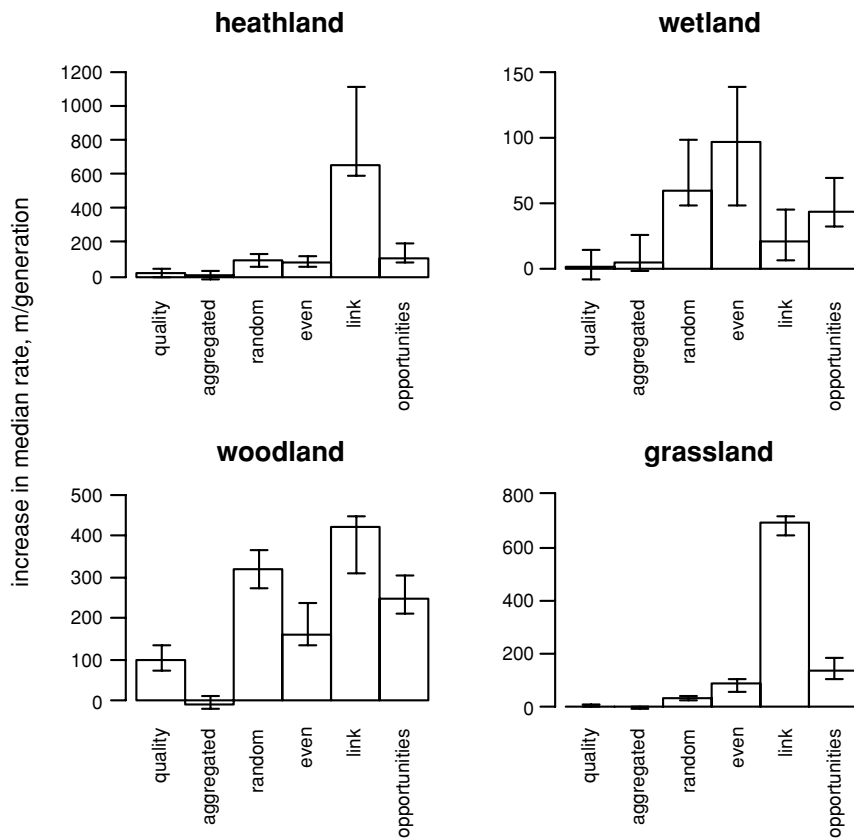 heathland
wetland
increase in median rate, m/generation
1200
1000
800
600
400
200
0
quality
aggregated
random
even
link
opportunities
150
100
50
0
quality
aggregated
random
even
link
opportunities
woodland
grassland
500
400
300
200
100
0
quality
aggregated
random
even
link
opportunities
800
600
400
200
0
quality
aggregated
random
even
link
opportunities